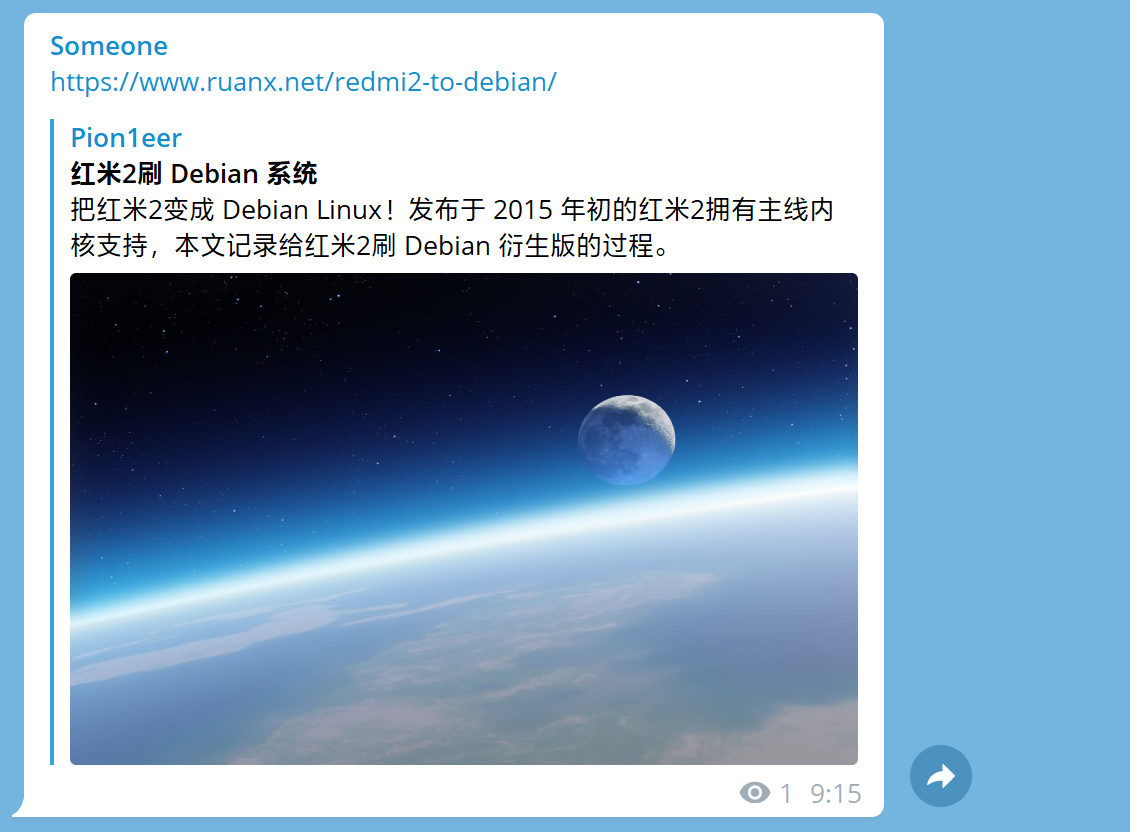 Someone
https://www.ruanx.net/redmi2-to-debian/
Pion1eer
红米2刷 Debian 系统
把红米2变成 Debian Linux！发布于 2015 年初的红米2拥有主线内
核支持，本文记录给红米2刷 Debian 衍生版的过程。
1 9:15